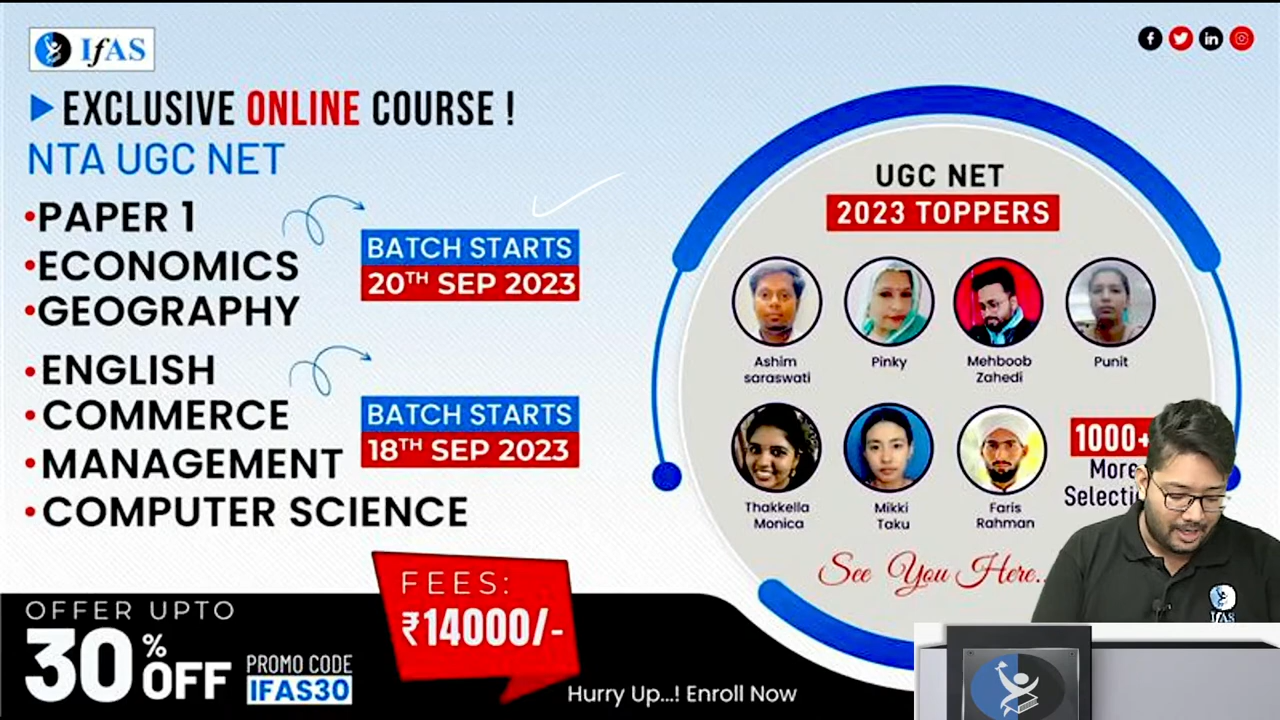 IfAS
EXCLUSIVE ONLINE COURSE !
NTA UGC NET
•PAPER 1
•ECONOMICS
•GEOGRAPHY
BATCH STARTS
20TH SEP 2023
•ENGLISH
•COMMERCE
•MANAGEMENT
•COMPUTER SCIENCE
BATCH STARTS
18TH SEP 2023
OFFER UPTO
30% OFF
PROMO CODE
IFAS30
FEES:
₹14000/-
Hurry Up...! Enroll Now
UGC NET
2023 TOPPERS
Ashim
saraswati
Pinky
Mehboob
Zahedi
Punit
Thakkella
Monica
Mikki
Taku
Faris
Rahman
1000+
More
See You Here..
IfAS